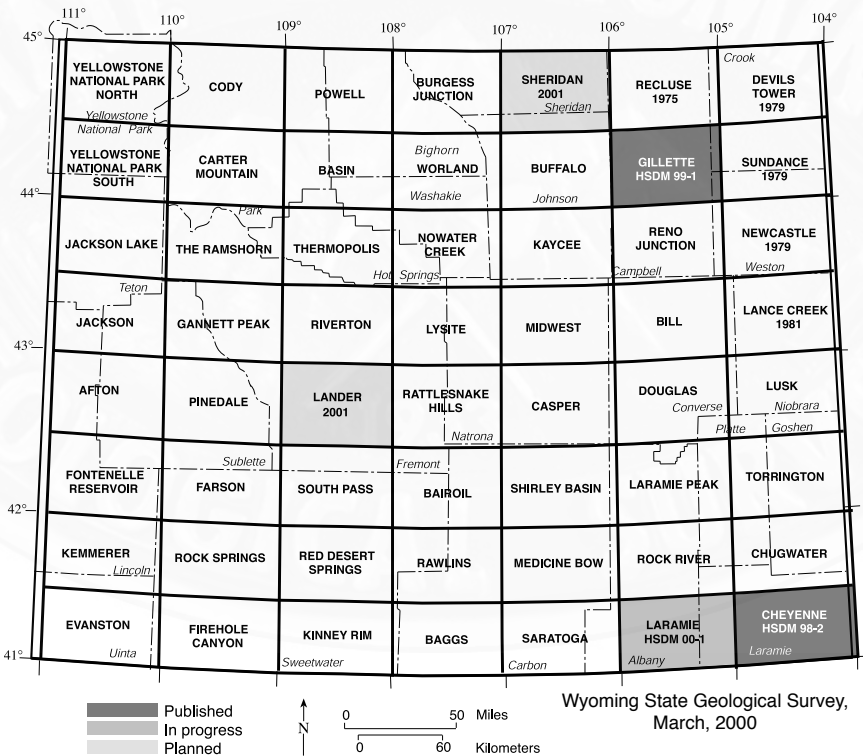 111° 110° 109° 108° 107° 106° 105° 104°
45°
YELLOWSTONE
NATIONAL PARK
NORTH
CODY
POWELL
BURGESS
JUNCTION
SHERIDAN
2001
Sheridan
RECLUSE
1975
Crook
DEVILS
TOWER
1979
Yellowstone
National Park
YELLOWSTONE
NATIONAL PARK
SOUTH
CARTER
MOUNTAIN
BASIN
Bighorn
WORLAND
Washakie
BUFFALO
Johnson
GILLETTE
HSDM 99-1
SUNDANCE
1979
44°
JACKSON LAKE
Park
THE RAMSHORN
THERMOPOLIS
NOWATER
CREEK
Hot Springs
KAYCEE
RENO
JUNCTION
Campbell
NEWCASTLE
1979
Weston
Teton
JACKSON
GANNETT PEAK
RIVERTON
LYSITE
MIDWEST
BILL
LANCE CREEK
1981
43°
AFTON
PINEDALE
LANDER
2001
RATTLESNAKE
HILLS
Natrona
CASPER
DOUGLAS
Converse
LUSK
Niobrara
Platte
Goshen
Sublette
Fremont
FONTENELLE
RESERVOIR
FARSON
SOUTH PASS
BAIROIL
SHIRLEY BASIN
LARAMIE PEAK
TORRINGTON
42°
KEMMERER
Lincoln
ROCK SPRINGS
RED DESERT
SPRINGS
RAWLINS
MEDICINE BOW
ROCK RIVER
CHUGWATER
EVANSTON
Uinta
FIREHOLE
CANYON
KINNEY RIM
Sweetwater
BAGGS
SARATOGA
Carbon
LARAMIE
HSDM 00-1
Albany
CHEYENNE
HSDM 98-2
Laramie
41°
Published
In progress
Planned
N
0 50 Miles
0 60 Kilometers
Wyoming State Geological Survey,
March, 2000